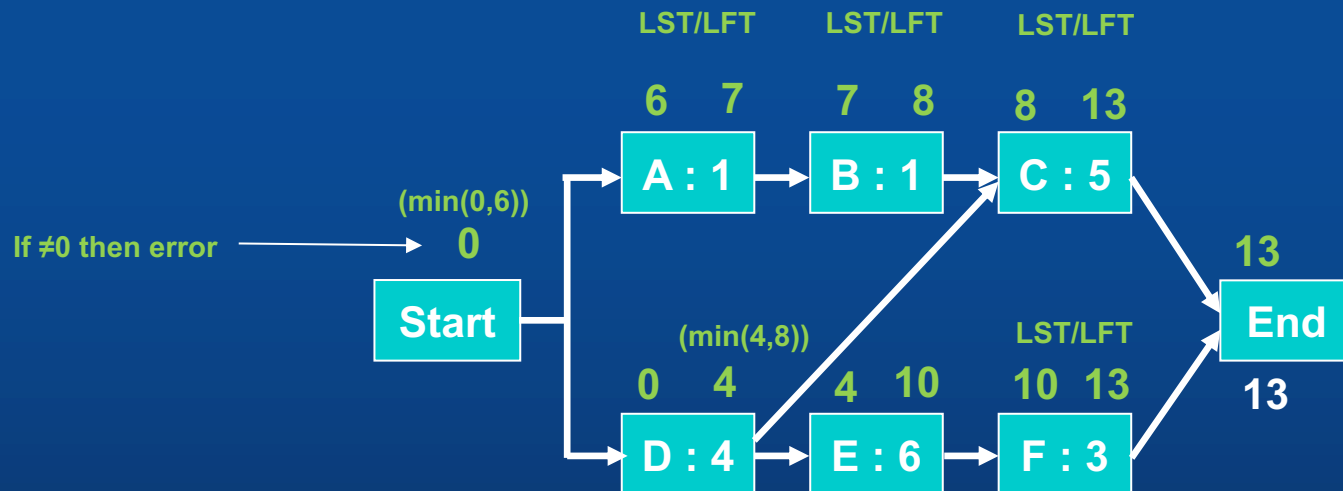 LST/LFT LST/LFT LST/LFT
6 7 7 8 8 13
A : 1 B : 1 C : 5
(min(0,6))
If ≠0 then error 0
13
Start End
(min(4,8)) LST/LFT
0 4 4 10 10 13
13
D : 4 E : 6 F : 3